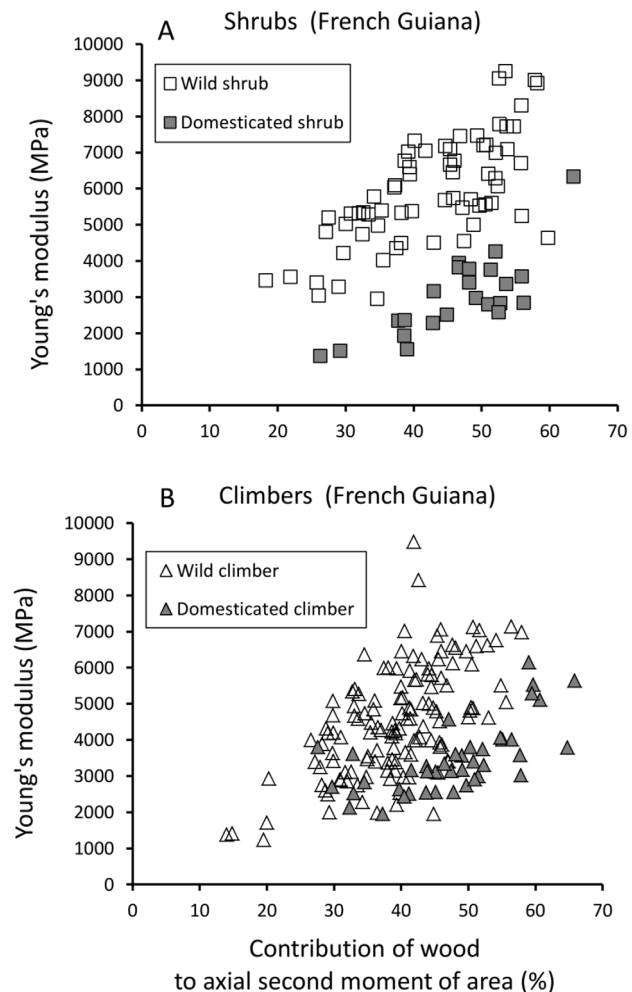 A
Shrubs (French Guiana)
10000
9000
8000
7000
6000
5000
4000
3000
2000
1000
0
Young's modulus (MPa)
Wild shrub
Domesticated shrub
0 10 20 30 40 50 60 70
B
Climbers (French Guiana)
10000
9000
8000
7000
6000
5000
4000
3000
2000
1000
0
Young's modulus (MPa)
Wild climber
Domesticated climber
0 10 20 30 40 50 60 70
Contribution of wood
to axial second moment of area (%)